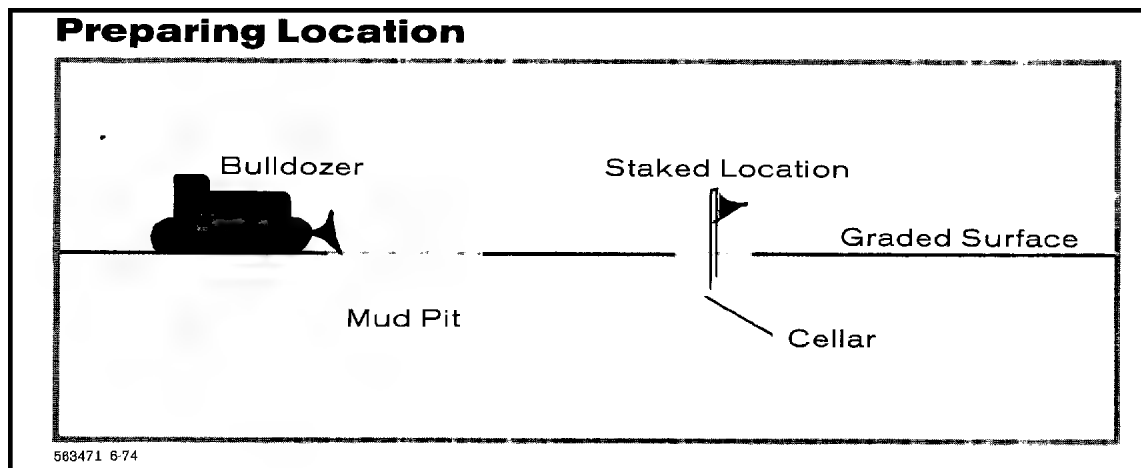 Preparing Location
Bulldozer
Staked Location
Graded Surface
Mud Pit
Cellar
563471 6-74